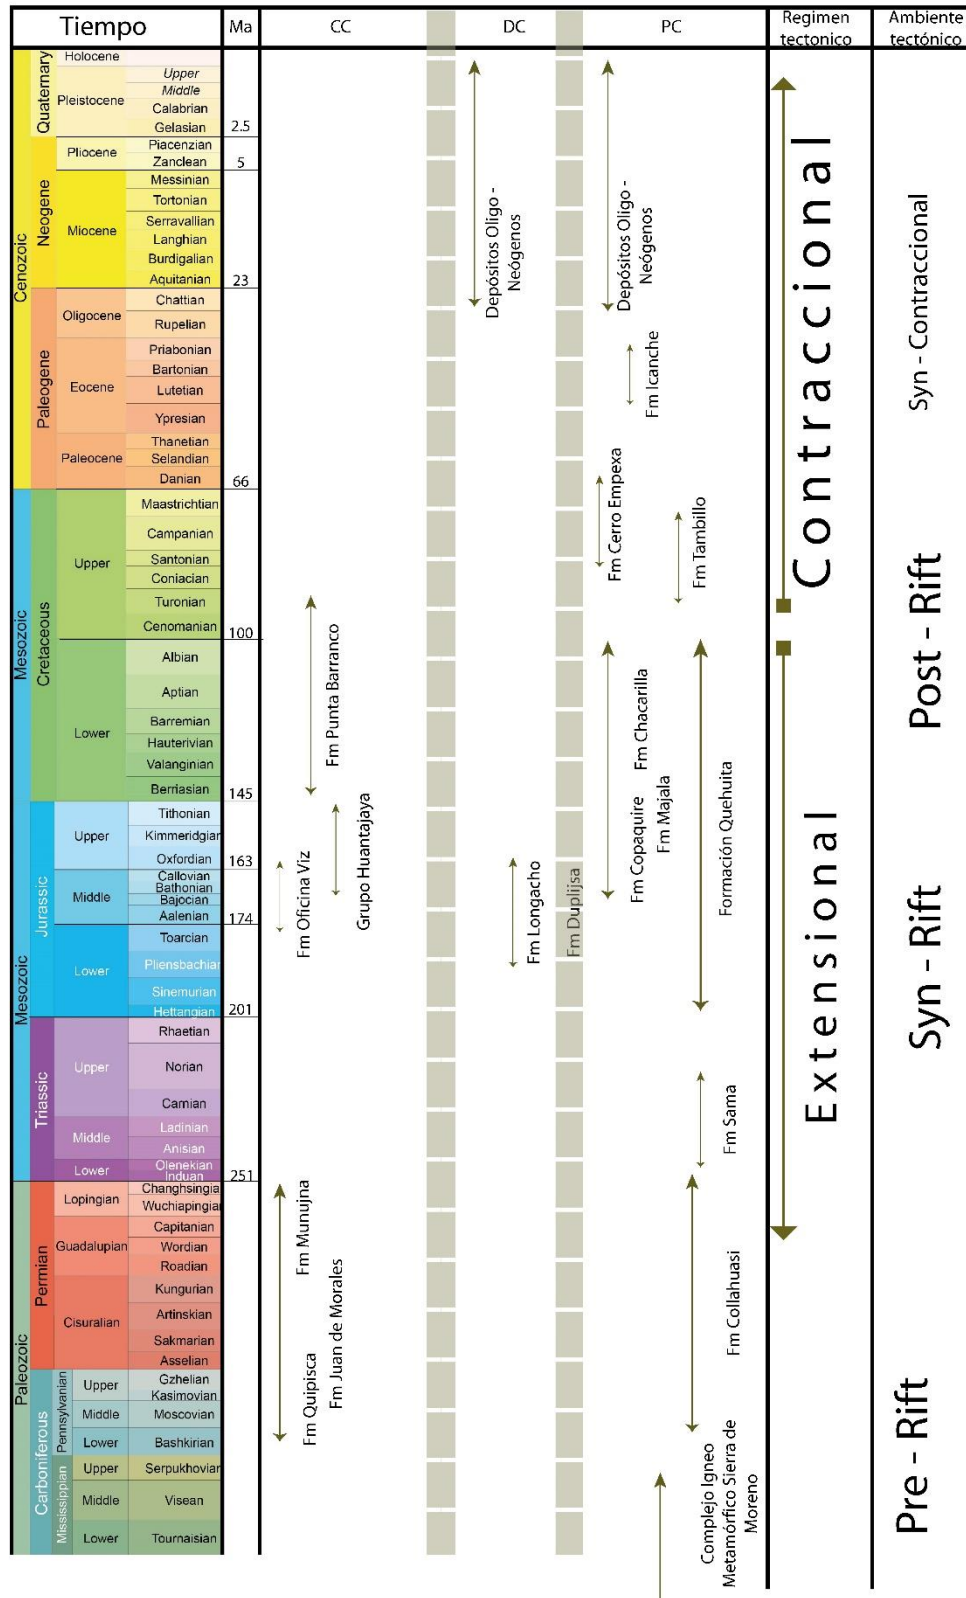 Tiempo
Ma
CC
DC
PC
Regimen
tectonico
Ambiente
tectónico
Cenozoic
Mesozoic
Mesozoic
Paleozoic
Quaternary
Neogene
Paleogene
Cretaceous
Jurassic
Triassic
Permian
Carboniferous
Pennsylvanian
Mississippian
Holocene
Pleistocene
Upper
Middle
Calabrian
Gelasian
2.5
Pliocene
Piacenzian
Zanclean
5
Miocene
Messinian
Tortonian
Serravallian
Langhian
Burdigalian
Aquitanian
23
Oligocene
Chattian
Rupelian
Eocene
Priabonian
Bartonian
Lutetian
Ypresian
Paleocene
Thanetian
Selandian
Danian
66
Upper
Maastrichtian
Campanian
Santonian
Coniacian
Turonian
Cenomanian
100
Lower
Albian
Aptian
Barremian
Hauterivian
Valanginian
Berriasian
145
Upper
Tithonian
Kimmeridgian
Oxfordian
163
Middle
Callovian
Bathonian
Bajocian
Aalenian
174
Lower
Toarcian
Pliensbachian
Sinemurian
Hettangian
201
Upper
Rhaetian
Norian
Carnian
Middle
Ladinian
Anisian
Lower
Olenekian
Induan
251
Lopingian
Changhsingian
Wuchiapingian
Guadalupian
Capitanian
Wordian
Roadian
Cisuralian
Kungurian
Artinskian
Sakmarian
Asselian
Upper
Gzhelian
Kasimovian
Middle
Moscovian
Lower
Bashkirian
Upper
Serpukhovian
Middle
Visean
Lower
Tournaisian
Fm Punta Barranco
Grupo Huantajaya
Fm Oficina Viz
Fm Munujna
Fm Juan de Morales
Fm Quipisca
Depósitos Oligo -
Neógenos
Fm Longacho
Fm Duplijsa
Depósitos Oligo -
Neógenos
Fm Icanche
Fm Cerro Empexa
Fm Tambillo
Fm Chacarilla
Fm Majala
Fm Copaquire
Formación Quehuita
Fm Sama
Fm Collahuasi
Complejo Igneo
Metamórfico Sierra de
Moreno
Contraccional
Extensional
Syn - Contraccional
Post - Rift
Syn - Rift
Pre - Rift